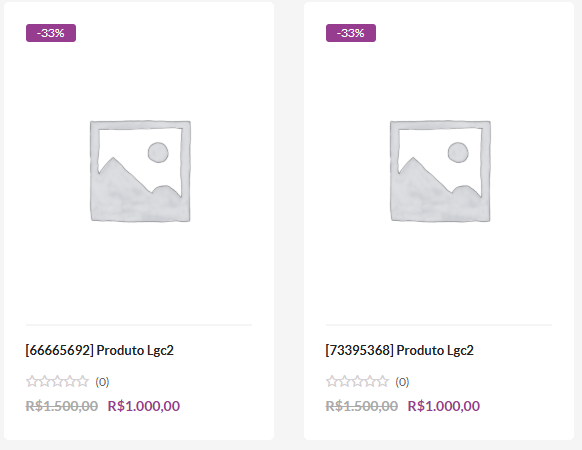 -33%
[66665692] Produto Lgc2
(0)
R$1.500,00 R$1.000,00
-33%
[73395368] Produto Lgc2
(0)
R$1.500,00 R$1.000,00